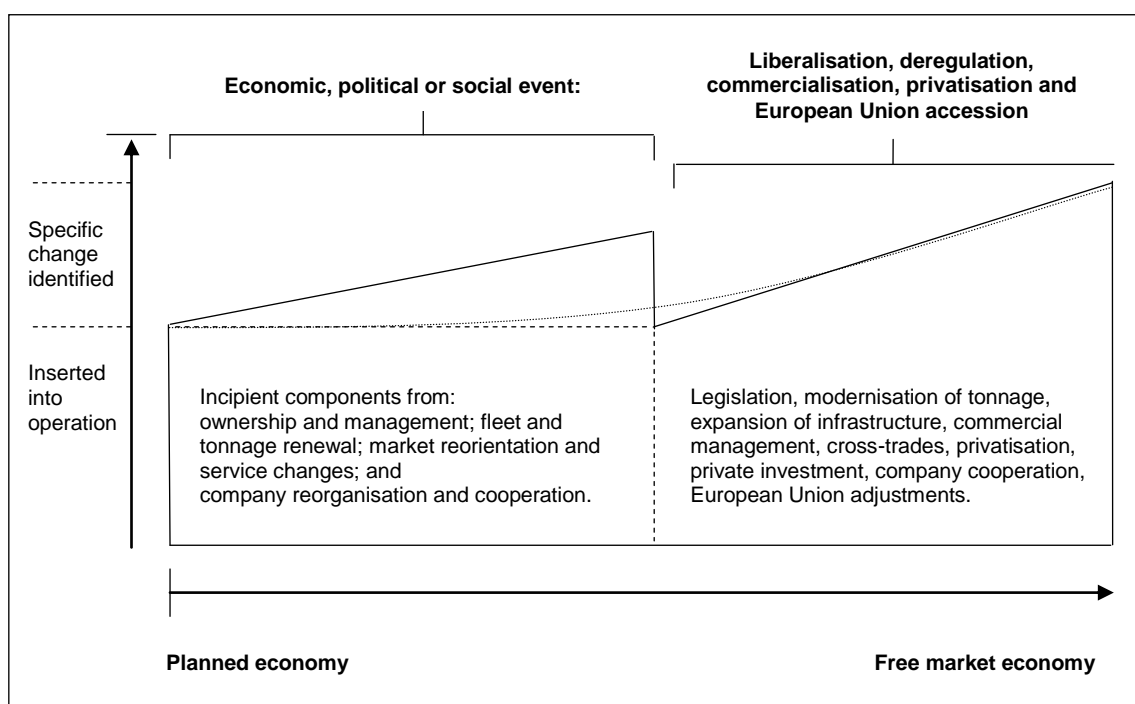 Economic, political or social event:
Liberalisation, deregulation,
commercialisation, privatisation and
European Union accession
Specific
change
identified
Inserted
into
operation
Incipient components from:
ownership and management; fleet and
tonnage renewal; market reorientation and
service changes; and
company reorganisation and cooperation.
Legislation, modernisation of tonnage,
expansion of infrastructure, commercial
management, cross-trades, privatisation,
private investment, company cooperation,
European Union adjustments.
Planned economy
Free market economy